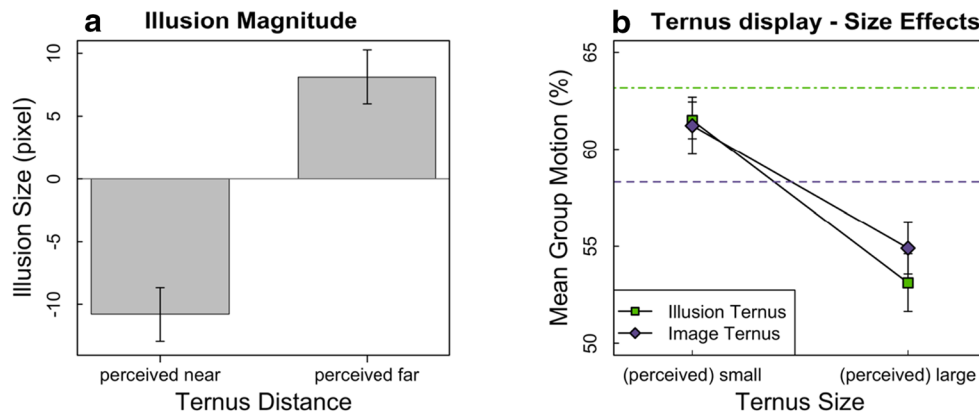 a
Illusion Magnitude
Illusion Size (pixel)
10
5
0
-5
-10
perceived near
perceived far
Ternus Distance
b
Ternus display - Size Effects
Mean Group Motion (%)
65
60
55
50
Illusion Ternus
Image Ternus
(perceived) small
(perceived) large
Ternus Size